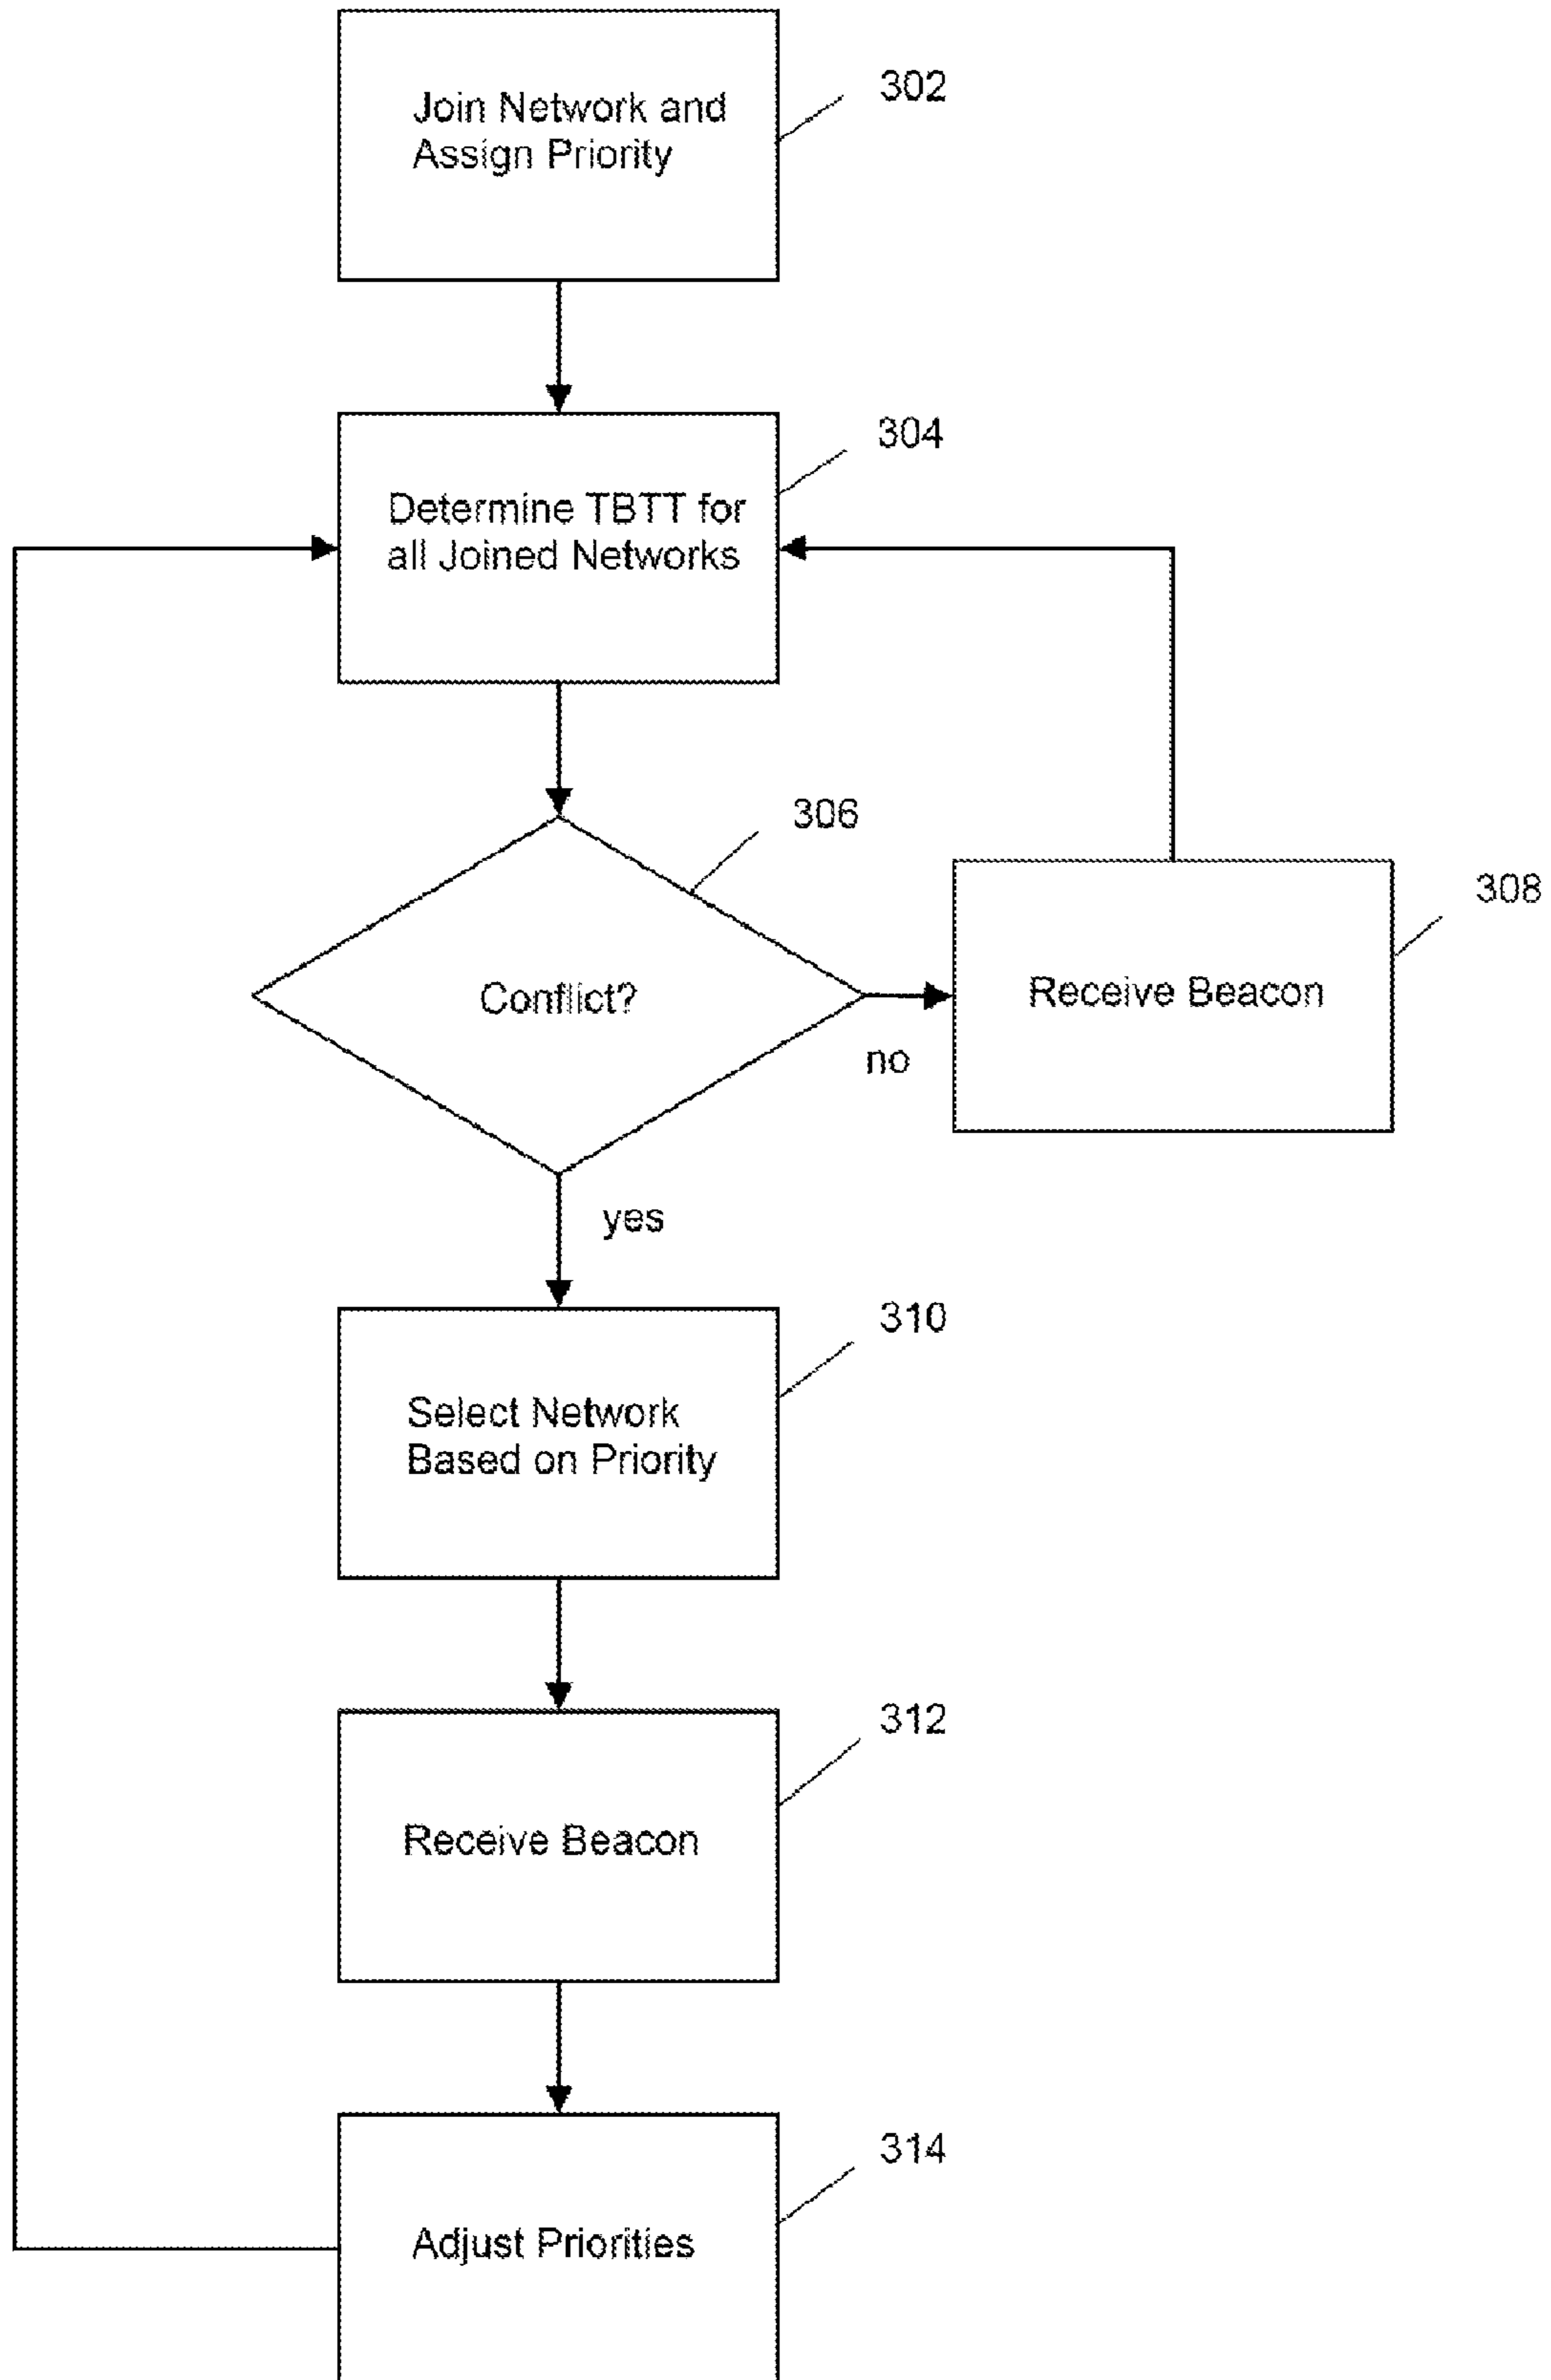 Join Network and
Assign Priority
302
Determine TBTT for
all Joined Networks
304
Conflict?
306
no
Receive Beacon
308
yes
Select Network
Based on Priority
310
Receive Beacon
312
Adjust Priorities
314